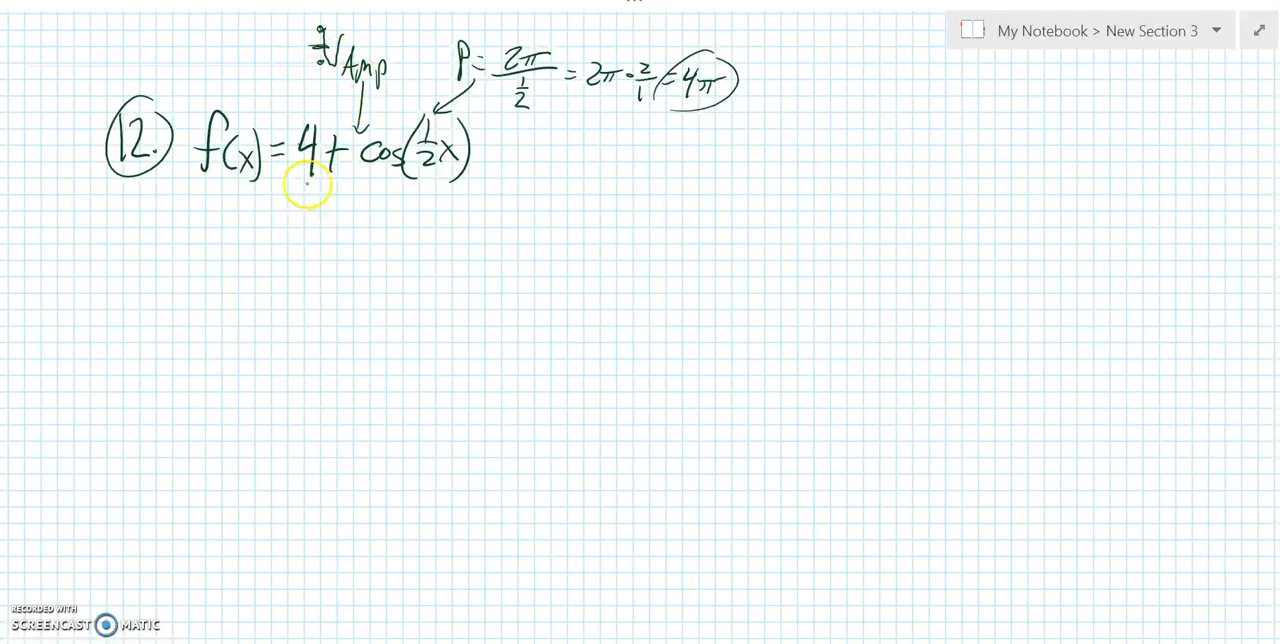 My Notebook > New Section 3
Amp
P = 2π/(1/2) = 2π · 2/1 = 4π
12. f(x) = 4 + cos(1/2 x)
RECORDED WITH
SCREENCAST MATIC